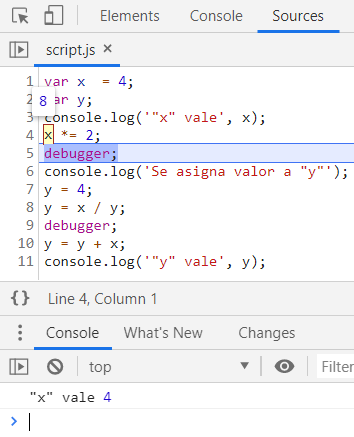 Elements Console Sources
script.js ×
1 var x = 4;
2 ar y;
8
3 console.log('"x" vale', x);
4 x *= 2;
5 debugger;
6 console.log('Se asigna valor a "y"');
7 y = 4;
8 y = x / y;
9 debugger;
10 y = y + x;
11 console.log('"y" vale', y);
{} Line 4, Column 1
Console What's New Changes
top Filter
"x" vale 4
>